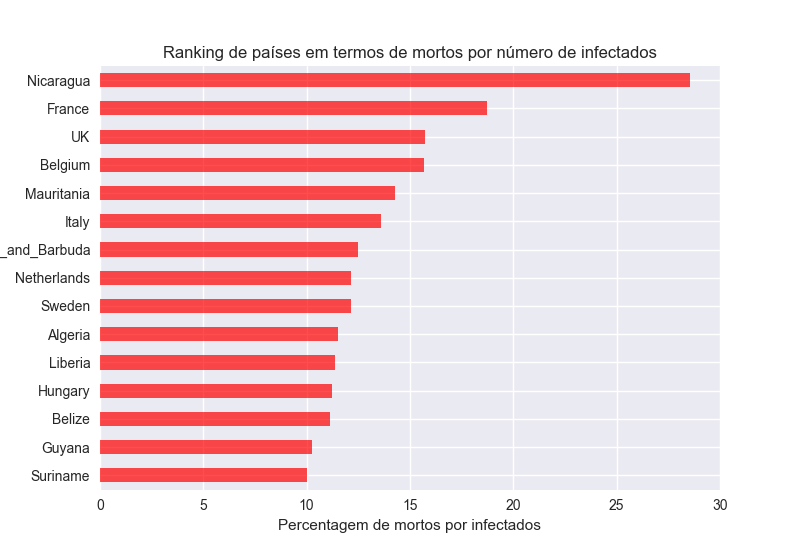 Ranking de países em termos de mortos por número de infectados
Nicaragua
France
UK
Belgium
Mauritania
Italy
_and_Barbuda
Netherlands
Sweden
Algeria
Liberia
Hungary
Belize
Guyana
Suriname
0 5 10 15 20 25 30
Percentagem de mortos por infectados